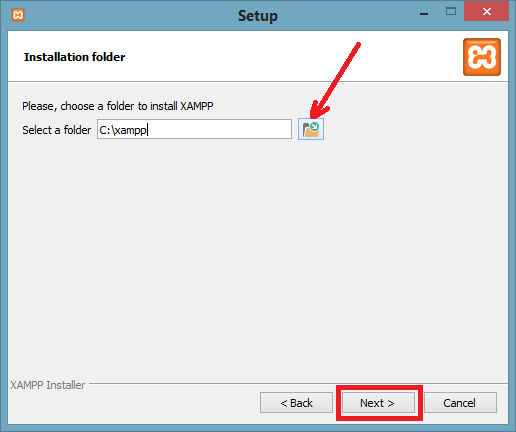 Setup
Installation folder
Please, choose a folder to install XAMPP
Select a folder C:\xampp
XAMPP Installer
< Back Next > Cancel